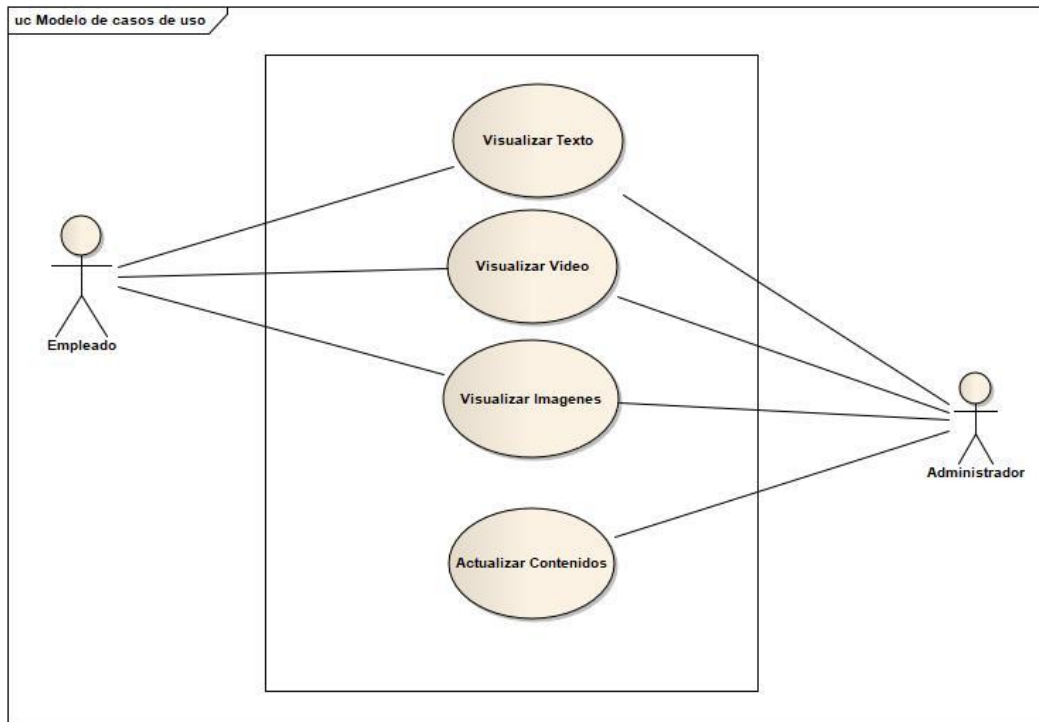 uc Modelo de casos de uso
Visualizar Texto
Visualizar Video
Empleado
Visualizar Imagenes
Administrador
Actualizar Contenidos